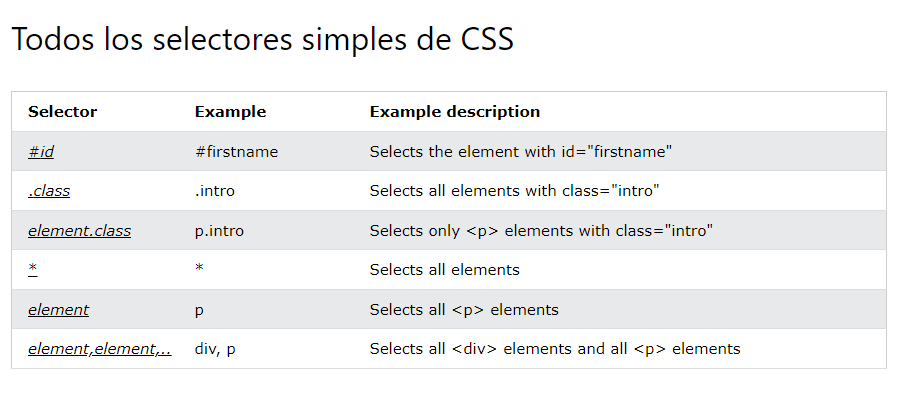 Todos los selectores simples de CSS
Selector Example Example description
#id #firstname Selects the element with id="firstname"
.class .intro Selects all elements with class="intro"
element.class p.intro Selects only <p> elements with class="intro"
* * Selects all elements
element p Selects all <p> elements
element,element,.. div, p Selects all <div> elements and all <p> elements